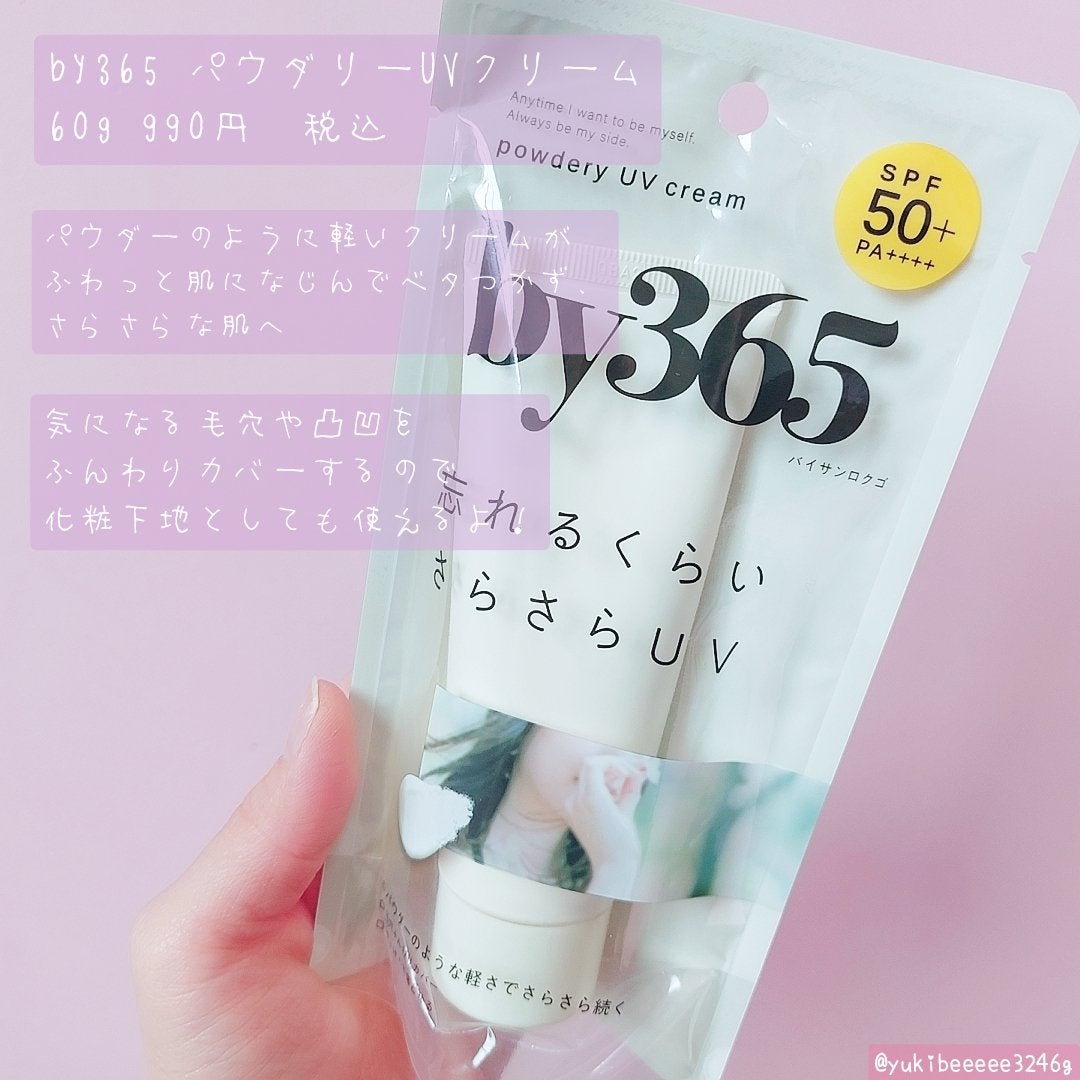 by365 パウダリーUVクリーム
60g 990円 税込
パウダーのように軽いクリームが
ふわっと肌になじんでベタつかず、
さらさらな肌へ
気になる毛穴や凸凹を
ふんわりカバーするので
化粧下地としても使えるよ!
Anytime I want to be myself.
Always be my side.
powdery UV cream
SPF
50+
PA++++
by365
バイサンロクゴ
忘れるくらい
さらさらUV
パウダリーのような軽さでさらさら続く
@yukibeeeee3246g